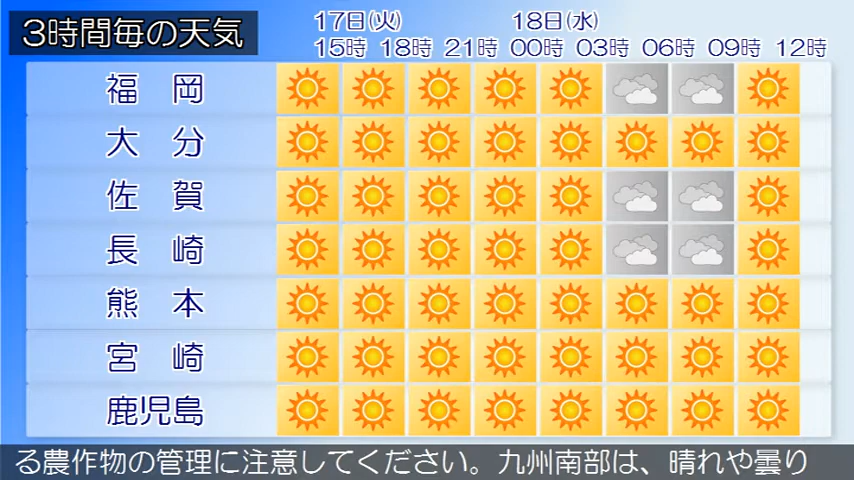 3時間毎の天気
17日(火) 18日(水)
15時 18時 21時 00時 03時 06時 09時 12時
福岡
大分
佐賀
長崎
熊本
宮崎
鹿児島
る農作物の管理に注意してください。九州南部は、晴れや曇り